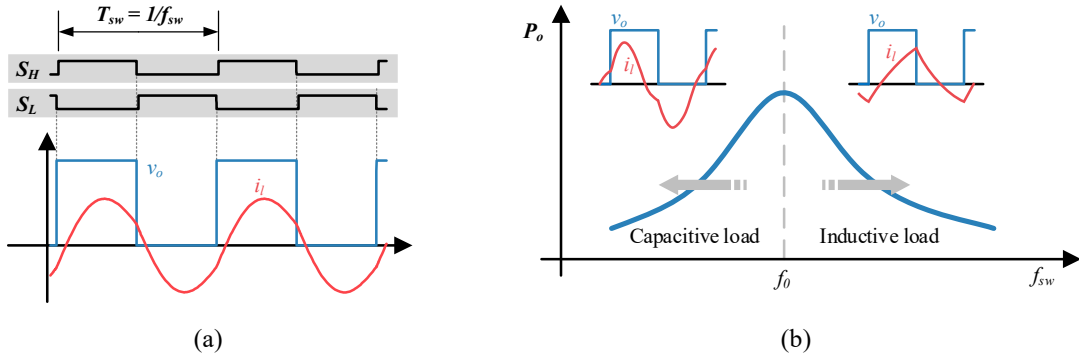 T_sw = 1/f_sw
S_H
S_L
v_o
i_l
(a)
P_o
v_o
i_l
v_o
i_l
Capacitive load
Inductive load
f_0
f_sw
(b)